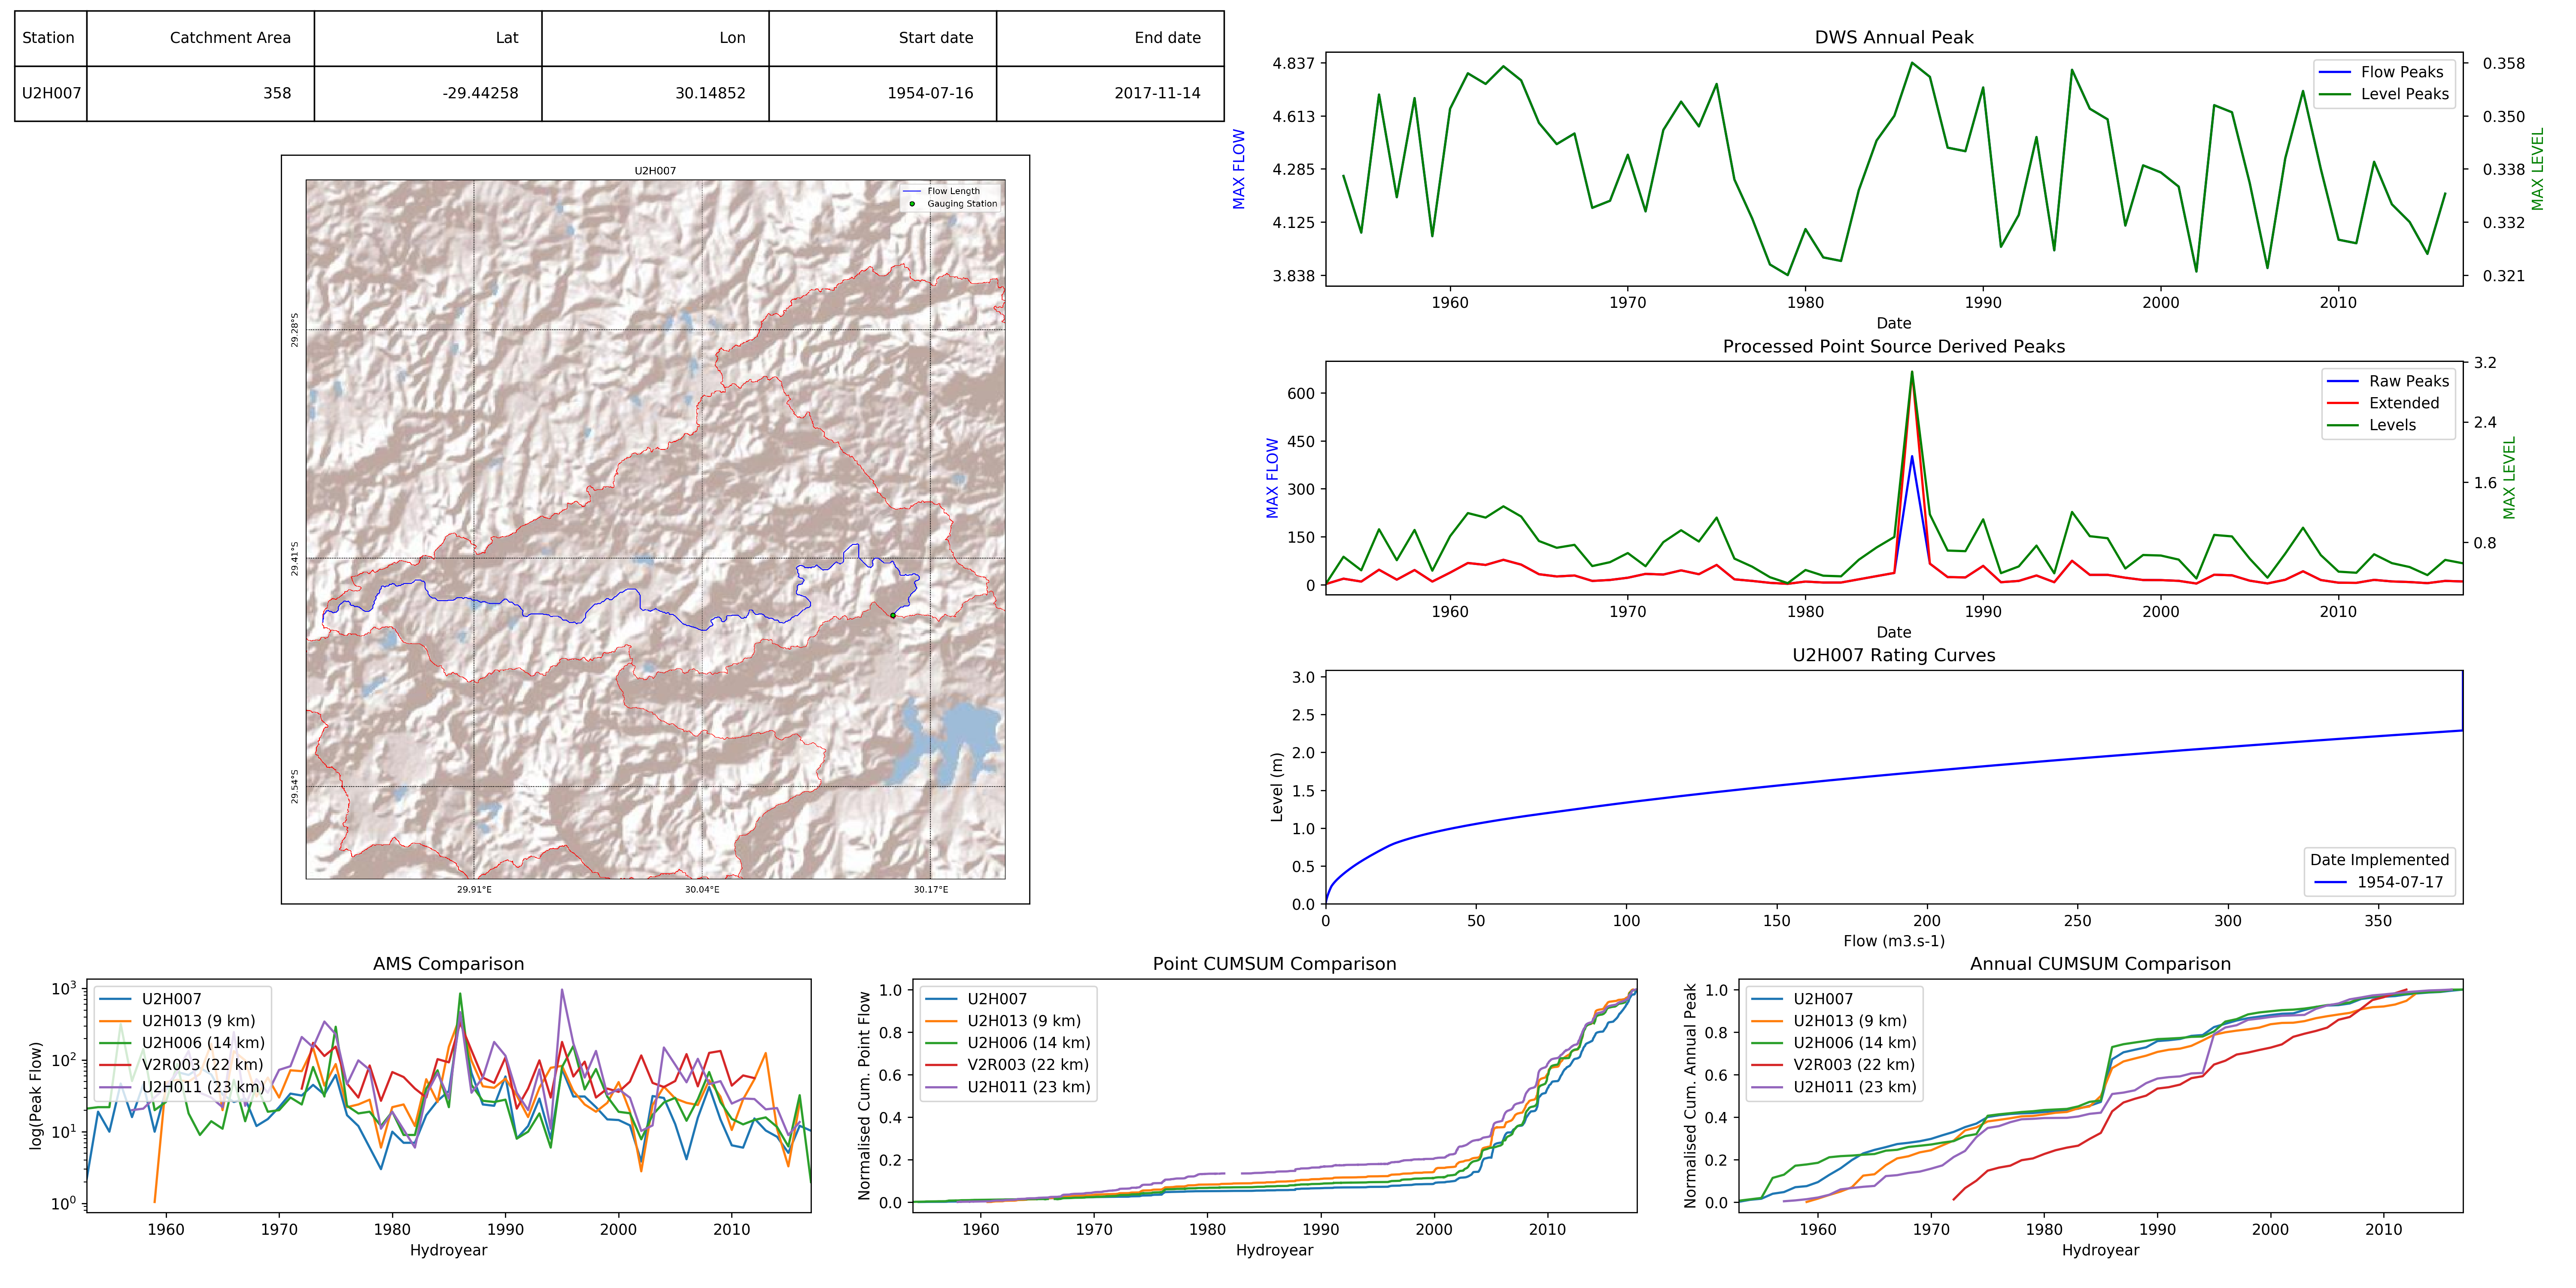 Station Catchment Area Lat Lon Start date End date
U2H007 358 -29.44258 30.14852 1954-07-16 2017-11-14
U2H007
Flow Length
Gauging Station
29.28°S
29.41°S
29.54°S
29.91°E 30.04°E 30.17°E
DWS Annual Peak
MAX FLOW
4.837
4.613
4.285
4.125
3.838
Flow Peaks
Level Peaks
0.358
0.350
0.338
0.332
0.321
MAX LEVEL
1960 1970 1980 1990 2000 2010
Date
Processed Point Source Derived Peaks
MAX FLOW
600
450
300
150
0
Raw Peaks
Extended
Levels
3.2
2.4
1.6
0.8
MAX LEVEL
1960 1970 1980 1990 2000 2010
Date
U2H007 Rating Curves
Level (m)
3.0
2.5
2.0
1.5
1.0
0.5
0.0
Date Implemented
1954-07-17
0 50 100 150 200 250 300 350
Flow (m3.s-1)
AMS Comparison
log(Peak Flow)
10³
10²
10¹
10⁰
U2H007
U2H013 (9 km)
U2H006 (14 km)
V2R003 (22 km)
U2H011 (23 km)
1960 1970 1980 1990 2000 2010
Hydroyear
Point CUMSUM Comparison
Normalised Cum. Point Flow
1.0
0.8
0.6
0.4
0.2
0.0
U2H007
U2H013 (9 km)
U2H006 (14 km)
V2R003 (22 km)
U2H011 (23 km)
1960 1970 1980 1990 2000 2010
Hydroyear
Annual CUMSUM Comparison
Normalised Cum. Annual Peak
1.0
0.8
0.6
0.4
0.2
0.0
U2H007
U2H013 (9 km)
U2H006 (14 km)
V2R003 (22 km)
U2H011 (23 km)
1960 1970 1980 1990 2000 2010
Hydroyear